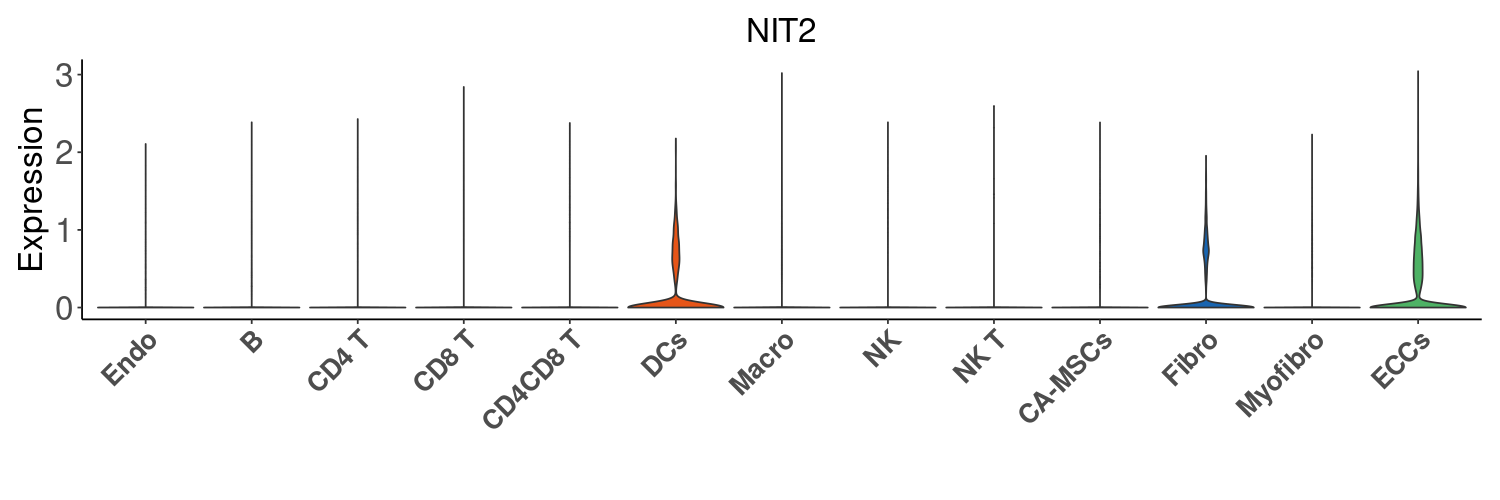 NIT2
Expression
3
2
1
0
Endo
B
CD4 T
CD8 T
CD4CD8 T
DCs
Macro
NK
NK T
CA-MSCs
Fibro
Myofibro
ECCs